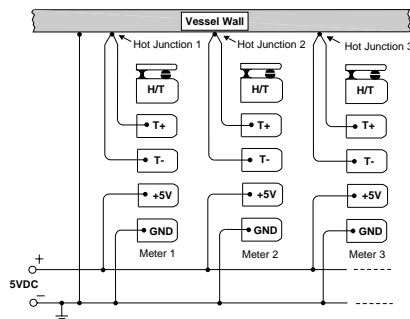 Vessel Wall
Hot Junction 1 Hot Junction 2 Hot Junction 3
H/T H/T H/T
T+ T+ T+
T- T- T-
+5V +5V +5V
GND GND GND
Meter 1 Meter 2 Meter 3
+
5VDC
−